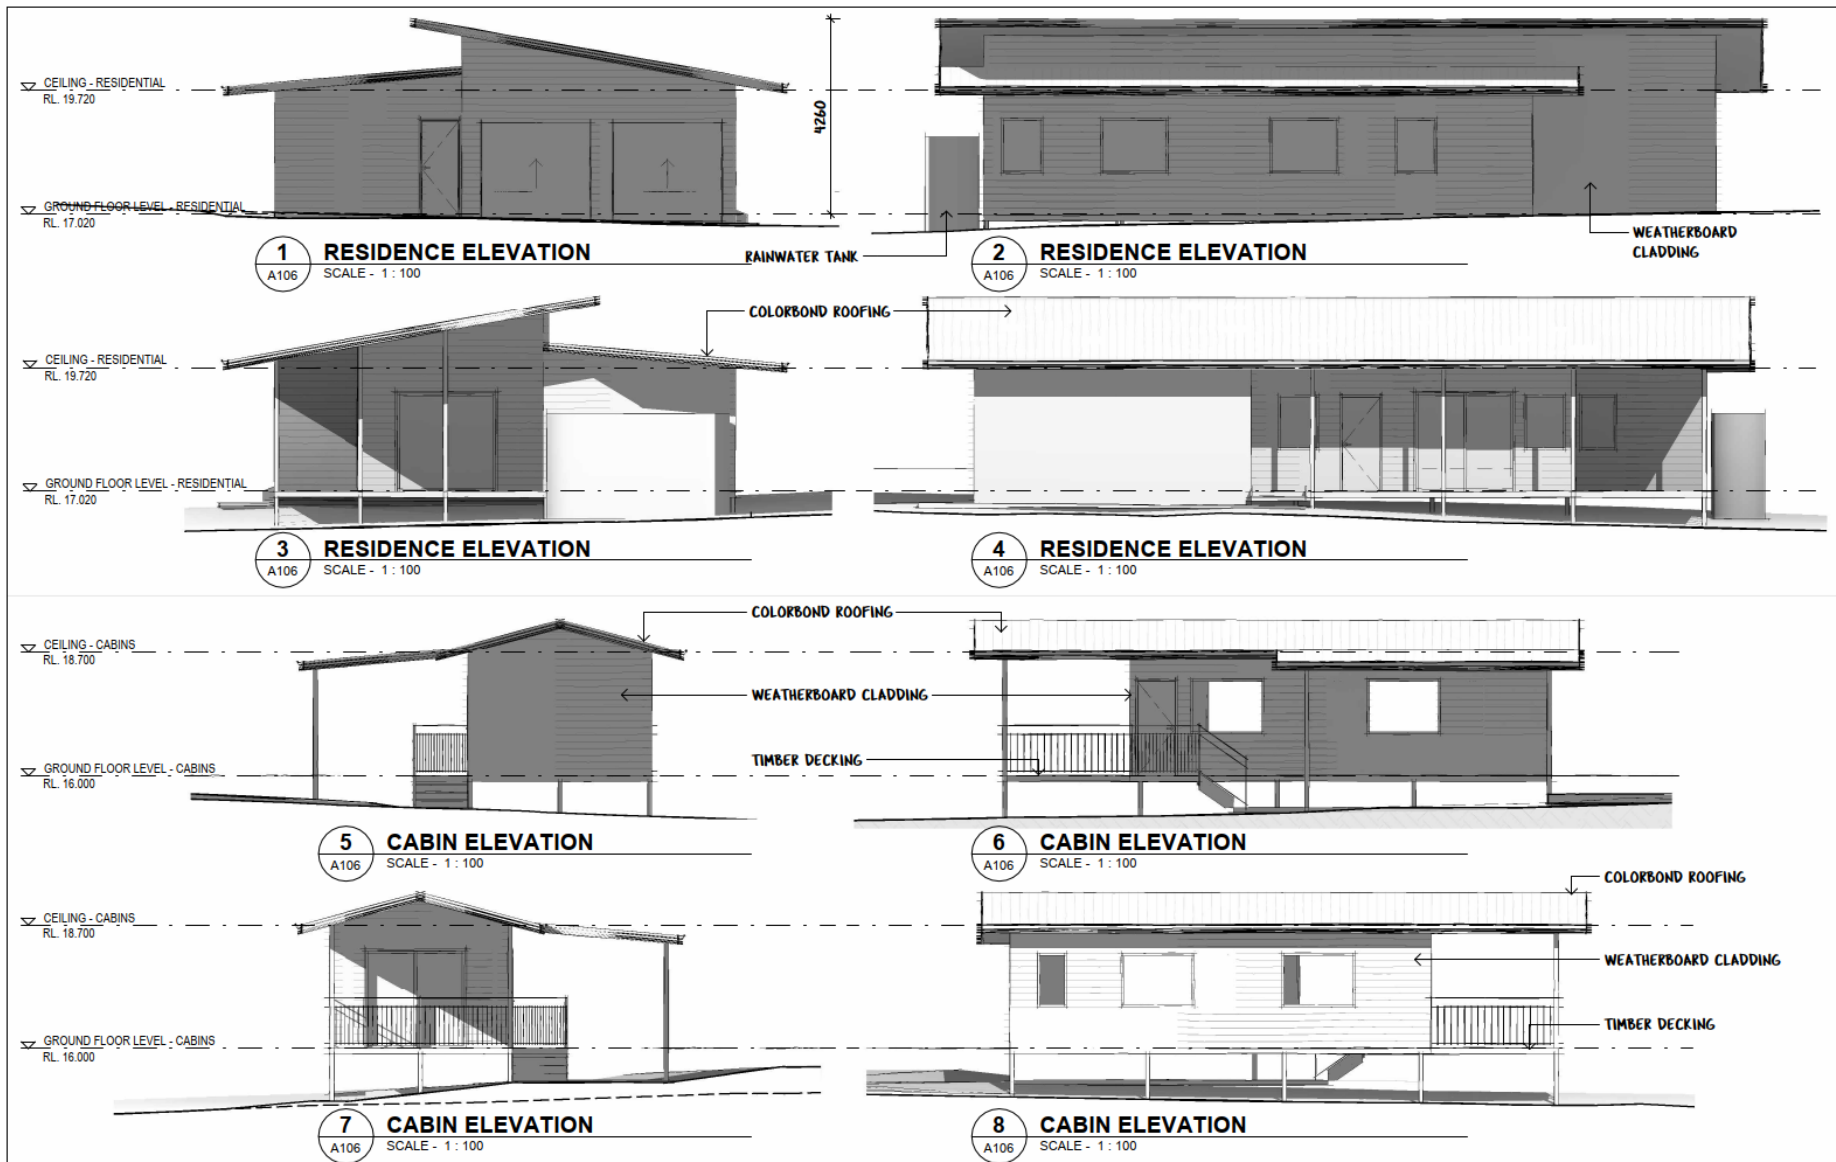 CEILING - RESIDENTIAL
RL. 19.720
4260
GROUND FLOOR LEVEL - RESIDENTIAL
RL. 17.020
1
A106
RESIDENCE ELEVATION
SCALE - 1 : 100
RAINWATER TANK
2
A106
RESIDENCE ELEVATION
SCALE - 1 : 100
WEATHERBOARD
CLADDING
COLORBOND ROOFING
CEILING - RESIDENTIAL
RL. 19.720
GROUND FLOOR LEVEL - RESIDENTIAL
RL. 17.020
3
A106
RESIDENCE ELEVATION
SCALE - 1 : 100
4
A106
RESIDENCE ELEVATION
SCALE - 1 : 100
COLORBOND ROOFING
CEILING - CABINS
RL. 18.700
WEATHERBOARD CLADDING
TIMBER DECKING
GROUND FLOOR LEVEL - CABINS
RL. 16.000
5
A106
CABIN ELEVATION
SCALE - 1 : 100
6
A106
CABIN ELEVATION
SCALE - 1 : 100
COLORBOND ROOFING
CEILING - CABINS
RL. 18.700
WEATHERBOARD CLADDING
TIMBER DECKING
GROUND FLOOR LEVEL - CABINS
RL. 16.000
7
A106
CABIN ELEVATION
SCALE - 1 : 100
8
A106
CABIN ELEVATION
SCALE - 1 : 100